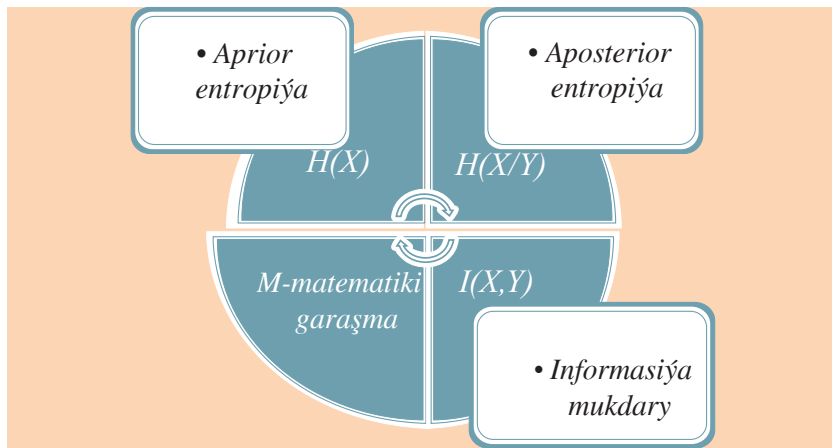 • Aprior
entropiýa
• Aposterior
entropiýa
H(X)
H(X/Y)
M-matematiki
garaşma
I(X,Y)
• Informasiýa
mukdary